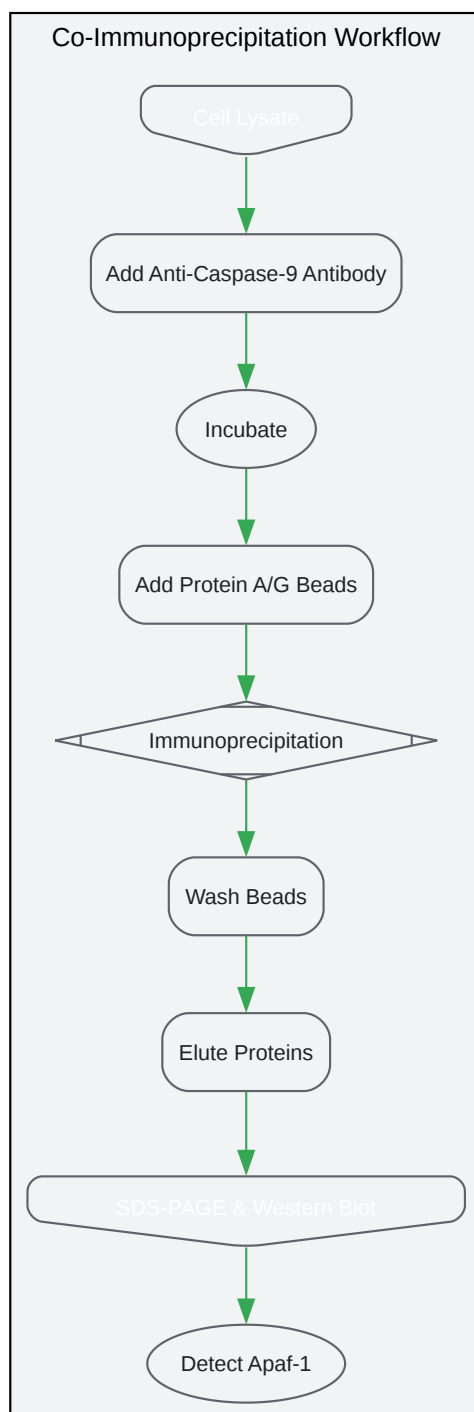 Co-Immunoprecipitation Workflow
Cell Lysate
Add Anti-Caspase-9 Antibody
Incubate
Add Protein A/G Beads
Immunoprecipitation
Wash Beads
Elute Proteins
SDS-PAGE & Western Blot
Detect Apaf-1